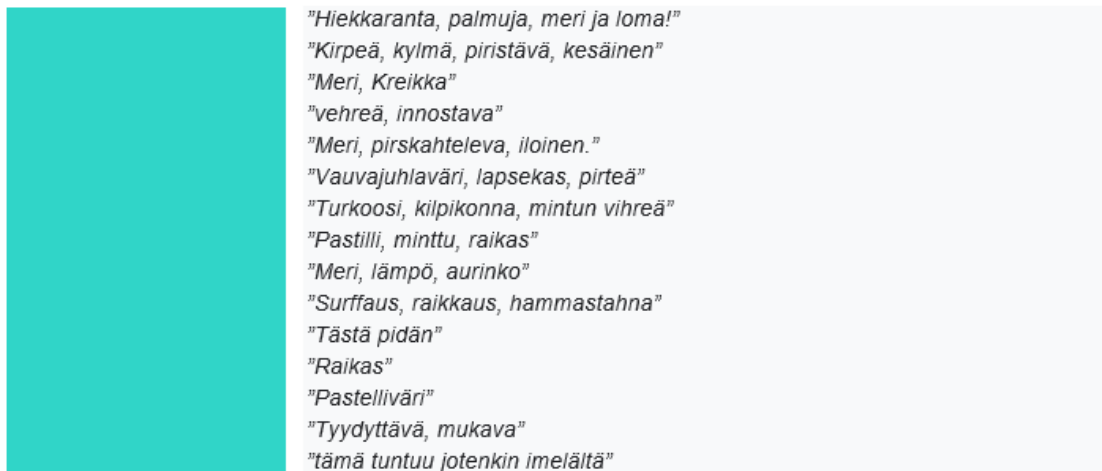 ”Hiekkaranta, palmuja, meri ja loma!”
”Kirpeä, kylmä, piristävä, kesäinen”
”Meri, Kreikka”
”vehreä, innostava”
”Meri, pirskahteleva, iloinen.”
”Vauvajuhlaväri, lapsekas, pirteä”
”Turkoosi, kilpikonna, mintun vihreä”
”Pastilli, minttu, raikas”
”Meri, lämpö, aurinko”
”Surffaus, raikkaus, hammastahna”
”Tästä pidän”
”Raikas”
”Pastelliväri”
”Tyydyttävä, mukava”
”tämä tuntuu jotenkin imelältä”